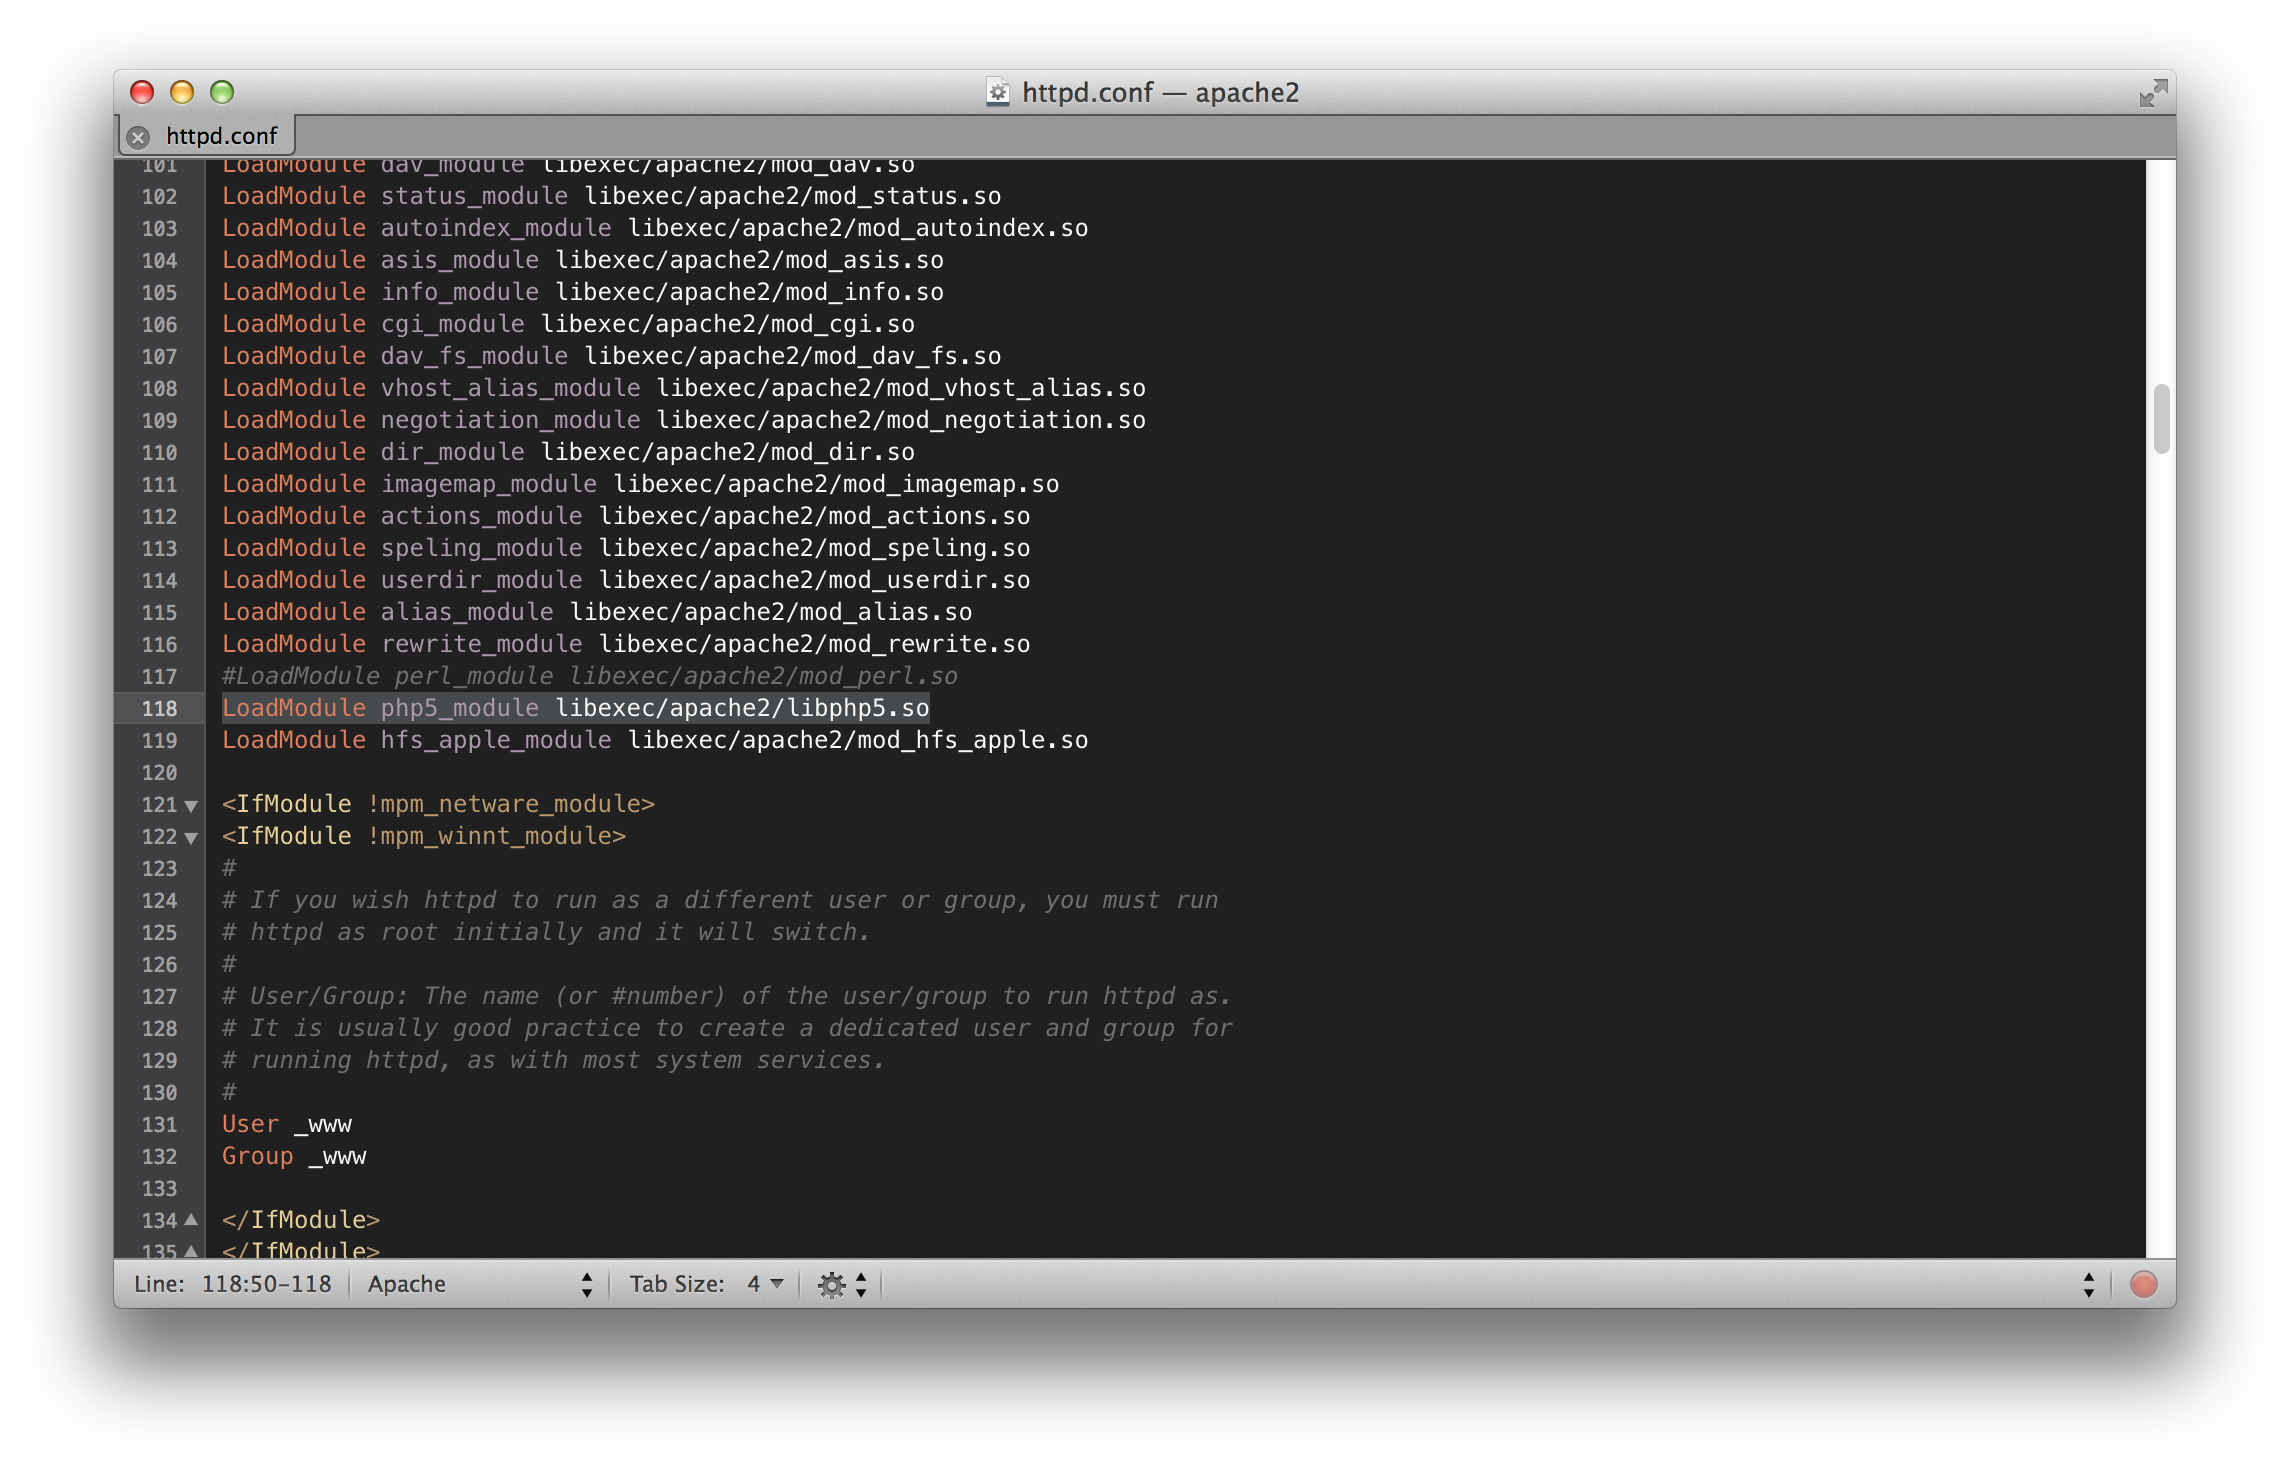 httpd.conf — apache2
httpd.conf
101 LoadModule dav_module libexec/apache2/mod_dav.so
102 LoadModule status_module libexec/apache2/mod_status.so
103 LoadModule autoindex_module libexec/apache2/mod_autoindex.so
104 LoadModule asis_module libexec/apache2/mod_asis.so
105 LoadModule info_module libexec/apache2/mod_info.so
106 LoadModule cgi_module libexec/apache2/mod_cgi.so
107 LoadModule dav_fs_module libexec/apache2/mod_dav_fs.so
108 LoadModule vhost_alias_module libexec/apache2/mod_vhost_alias.so
109 LoadModule negotiation_module libexec/apache2/mod_negotiation.so
110 LoadModule dir_module libexec/apache2/mod_dir.so
111 LoadModule imagemap_module libexec/apache2/mod_imagemap.so
112 LoadModule actions_module libexec/apache2/mod_actions.so
113 LoadModule speling_module libexec/apache2/mod_speling.so
114 LoadModule userdir_module libexec/apache2/mod_userdir.so
115 LoadModule alias_module libexec/apache2/mod_alias.so
116 LoadModule rewrite_module libexec/apache2/mod_rewrite.so
117 #LoadModule perl_module libexec/apache2/mod_perl.so
118 LoadModule php5_module libexec/apache2/libphp5.so
119 LoadModule hfs_apple_module libexec/apache2/mod_hfs_apple.so
120
121 <IfModule !mpm_netware_module>
122 <IfModule !mpm_winnt_module>
123 #
124 # If you wish httpd to run as a different user or group, you must run
125 # httpd as root initially and it will switch.
126 #
127 # User/Group: The name (or #number) of the user/group to run httpd as.
128 # It is usually good practice to create a dedicated user and group for
129 # running httpd, as with most system services.
130 #
131 User _www
132 Group _www
133
134 </IfModule>
135 </IfModule>
Line: 118:50-118 Apache Tab Size: 4